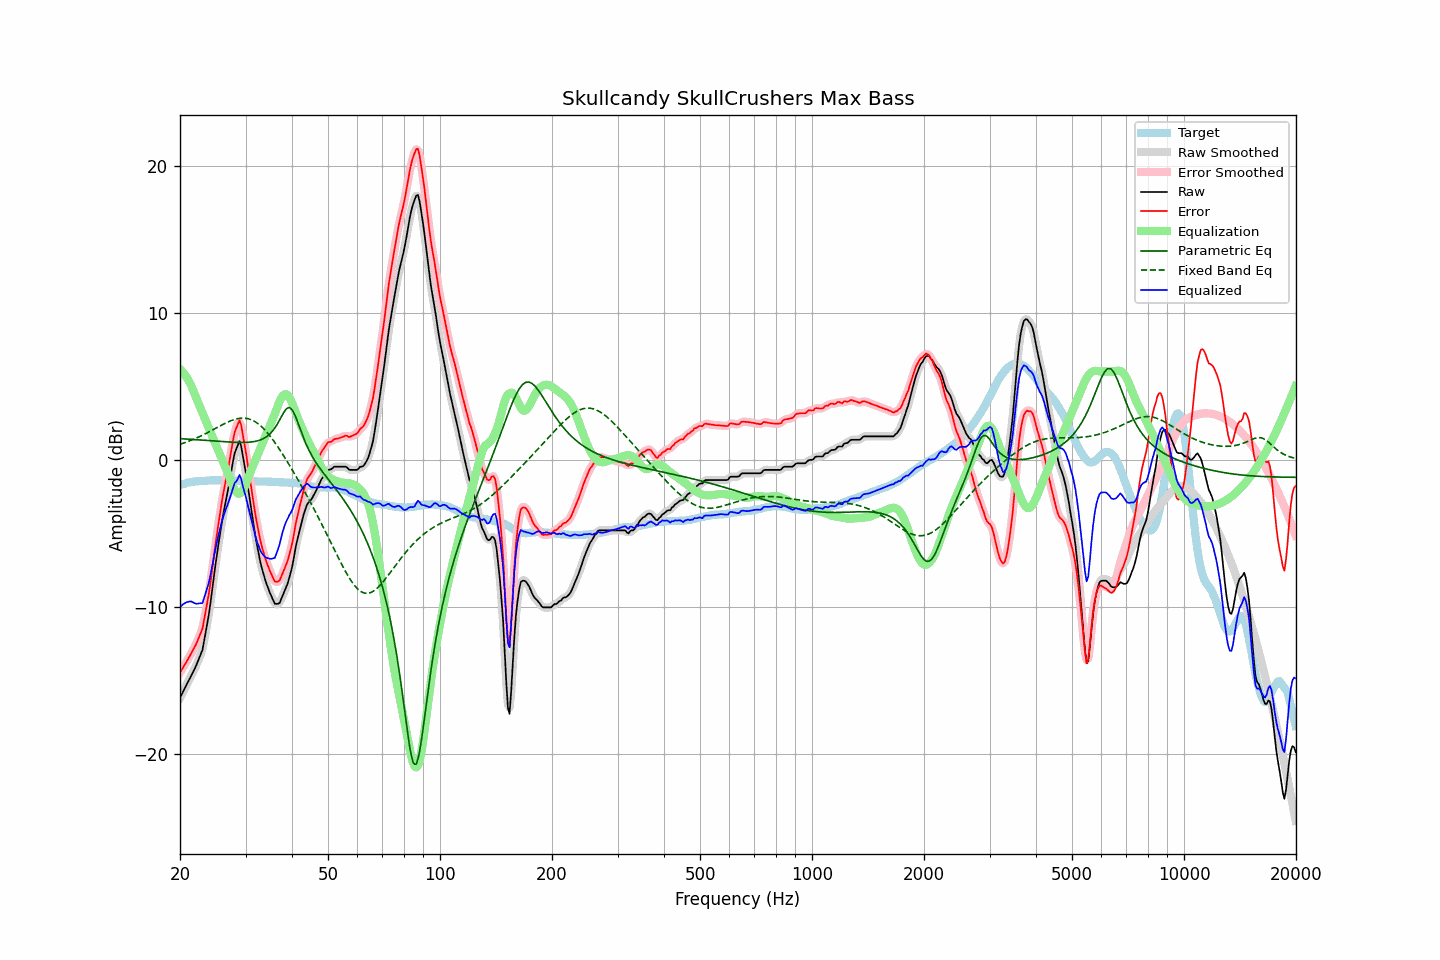 Skullcandy SkullCrushers Max Bass
Target
Raw Smoothed
Error Smoothed
Raw
Error
Equalization
Parametric Eq
Fixed Band Eq
Equalized
Amplitude (dBr)
20
10
0
−10
−20
20 50 100 200 500 1000 2000 5000 10000 20000
Frequency (Hz)